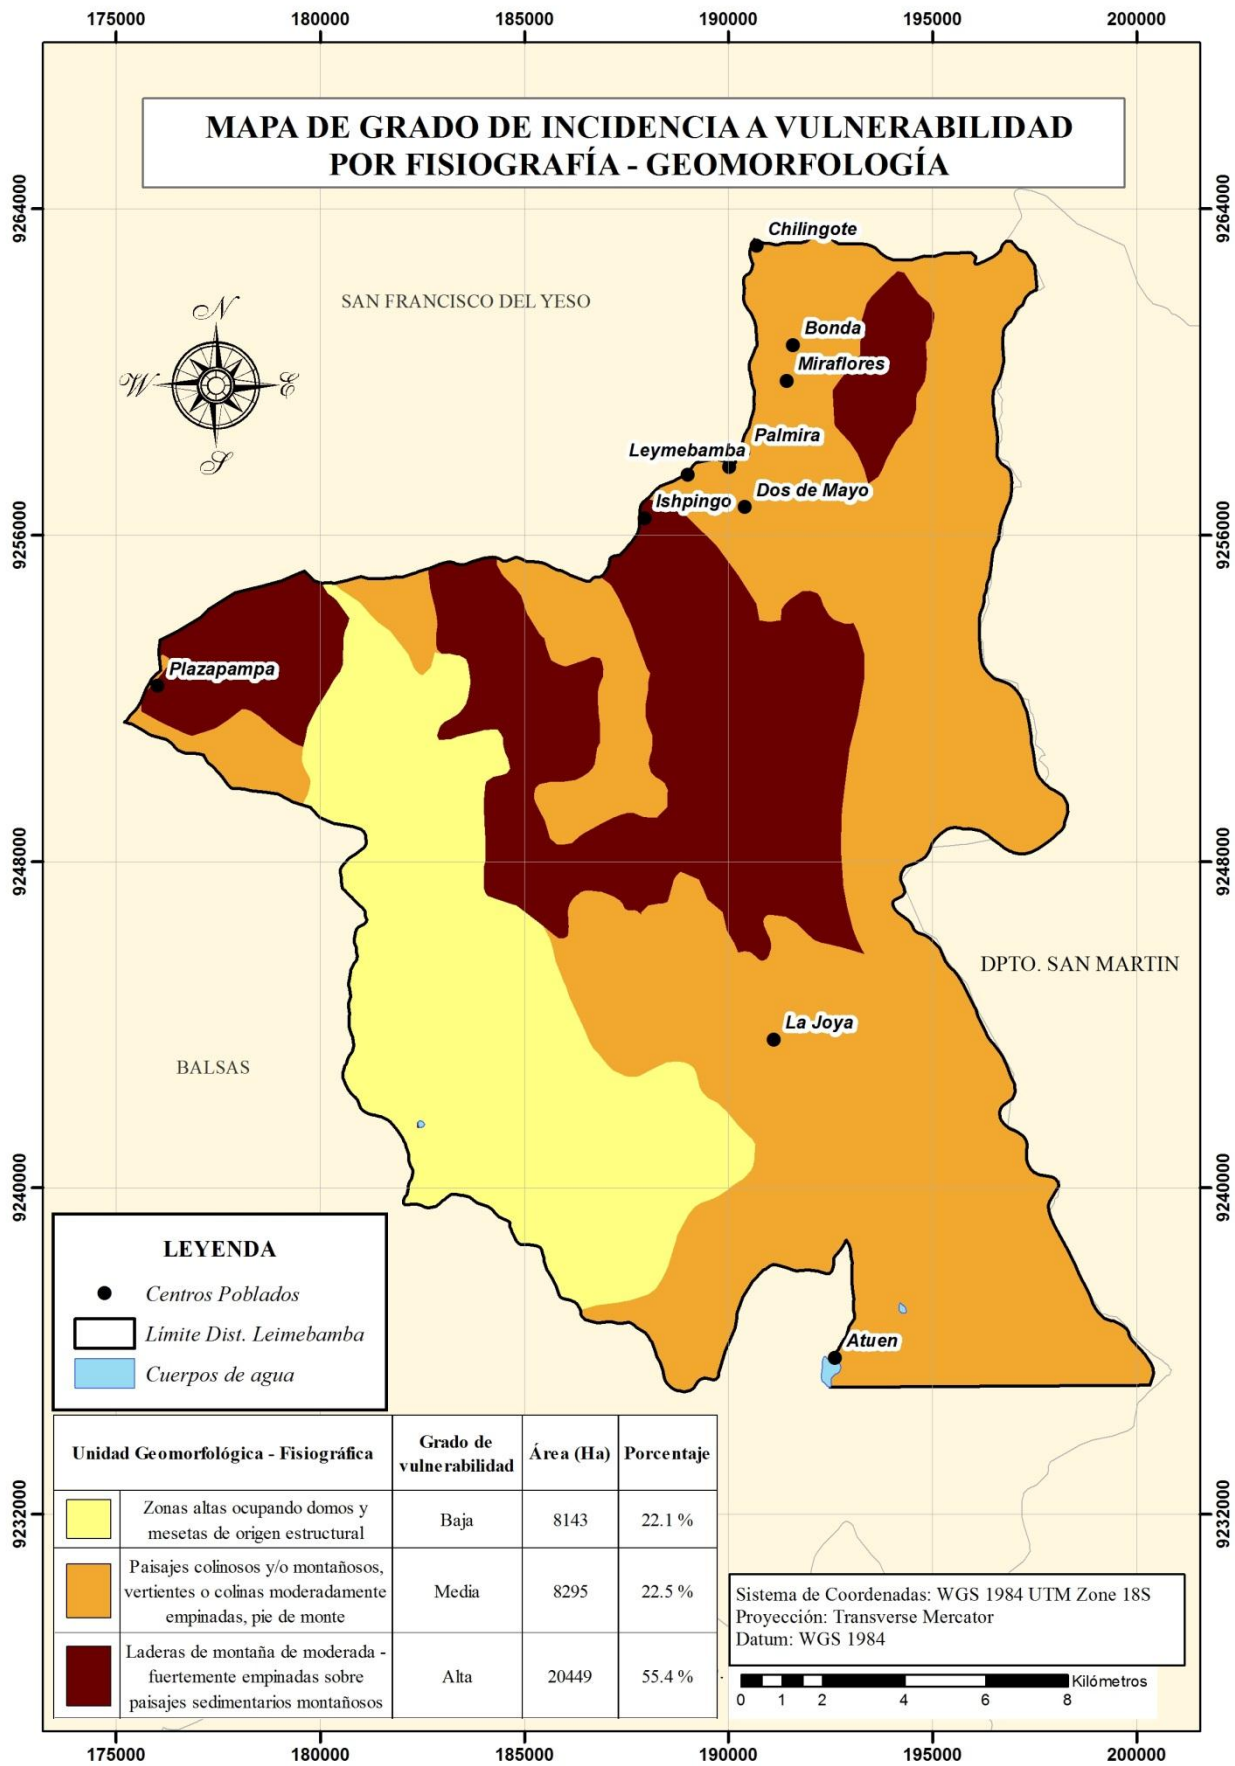 175000 180000 185000 190000 195000 200000
MAPA DE GRADO DE INCIDENCIA A VULNERABILIDAD
POR FISIOGRAFÍA - GEOMORFOLOGÍA
9264000 9264000
Chilingote
SAN FRANCISCO DEL YESO
N
Bonda
Miraflores
W E
Palmira
Leymebamba
S
Dos de Mayo
Ishpingo
9256000 9256000
Plazapampa
9248000 9248000
DPTO. SAN MARTIN
La Joya
BALSAS
9240000 9240000
LEYENDA
Centros Poblados
Límite Dist. Leimebamba
Atuen
Cuerpos de agua
Unidad Geomorfológica - Fisiográfica
Grado de
vulnerabilidad
Área (Ha)
Porcentaje
9232000 9232000
Zonas altas ocupando domos y
mesetas de origen estructural
Baja 8143 22.1 %
Paisajes colinosos y/o montañosos,
vertientes o colinas moderadamente
empinadas, pie de monte
Media 8295 22.5 %
Laderas de montaña de moderada -
fuertemente empinadas sobre
paisajes sedimentarios montañosos
Alta 20449 55.4 %
Sistema de Coordenadas: WGS 1984 UTM Zone 18S
Proyección: Transverse Mercator
Datum: WGS 1984
Kilómetros
0 1 2 4 6 8
175000 180000 185000 190000 195000 200000